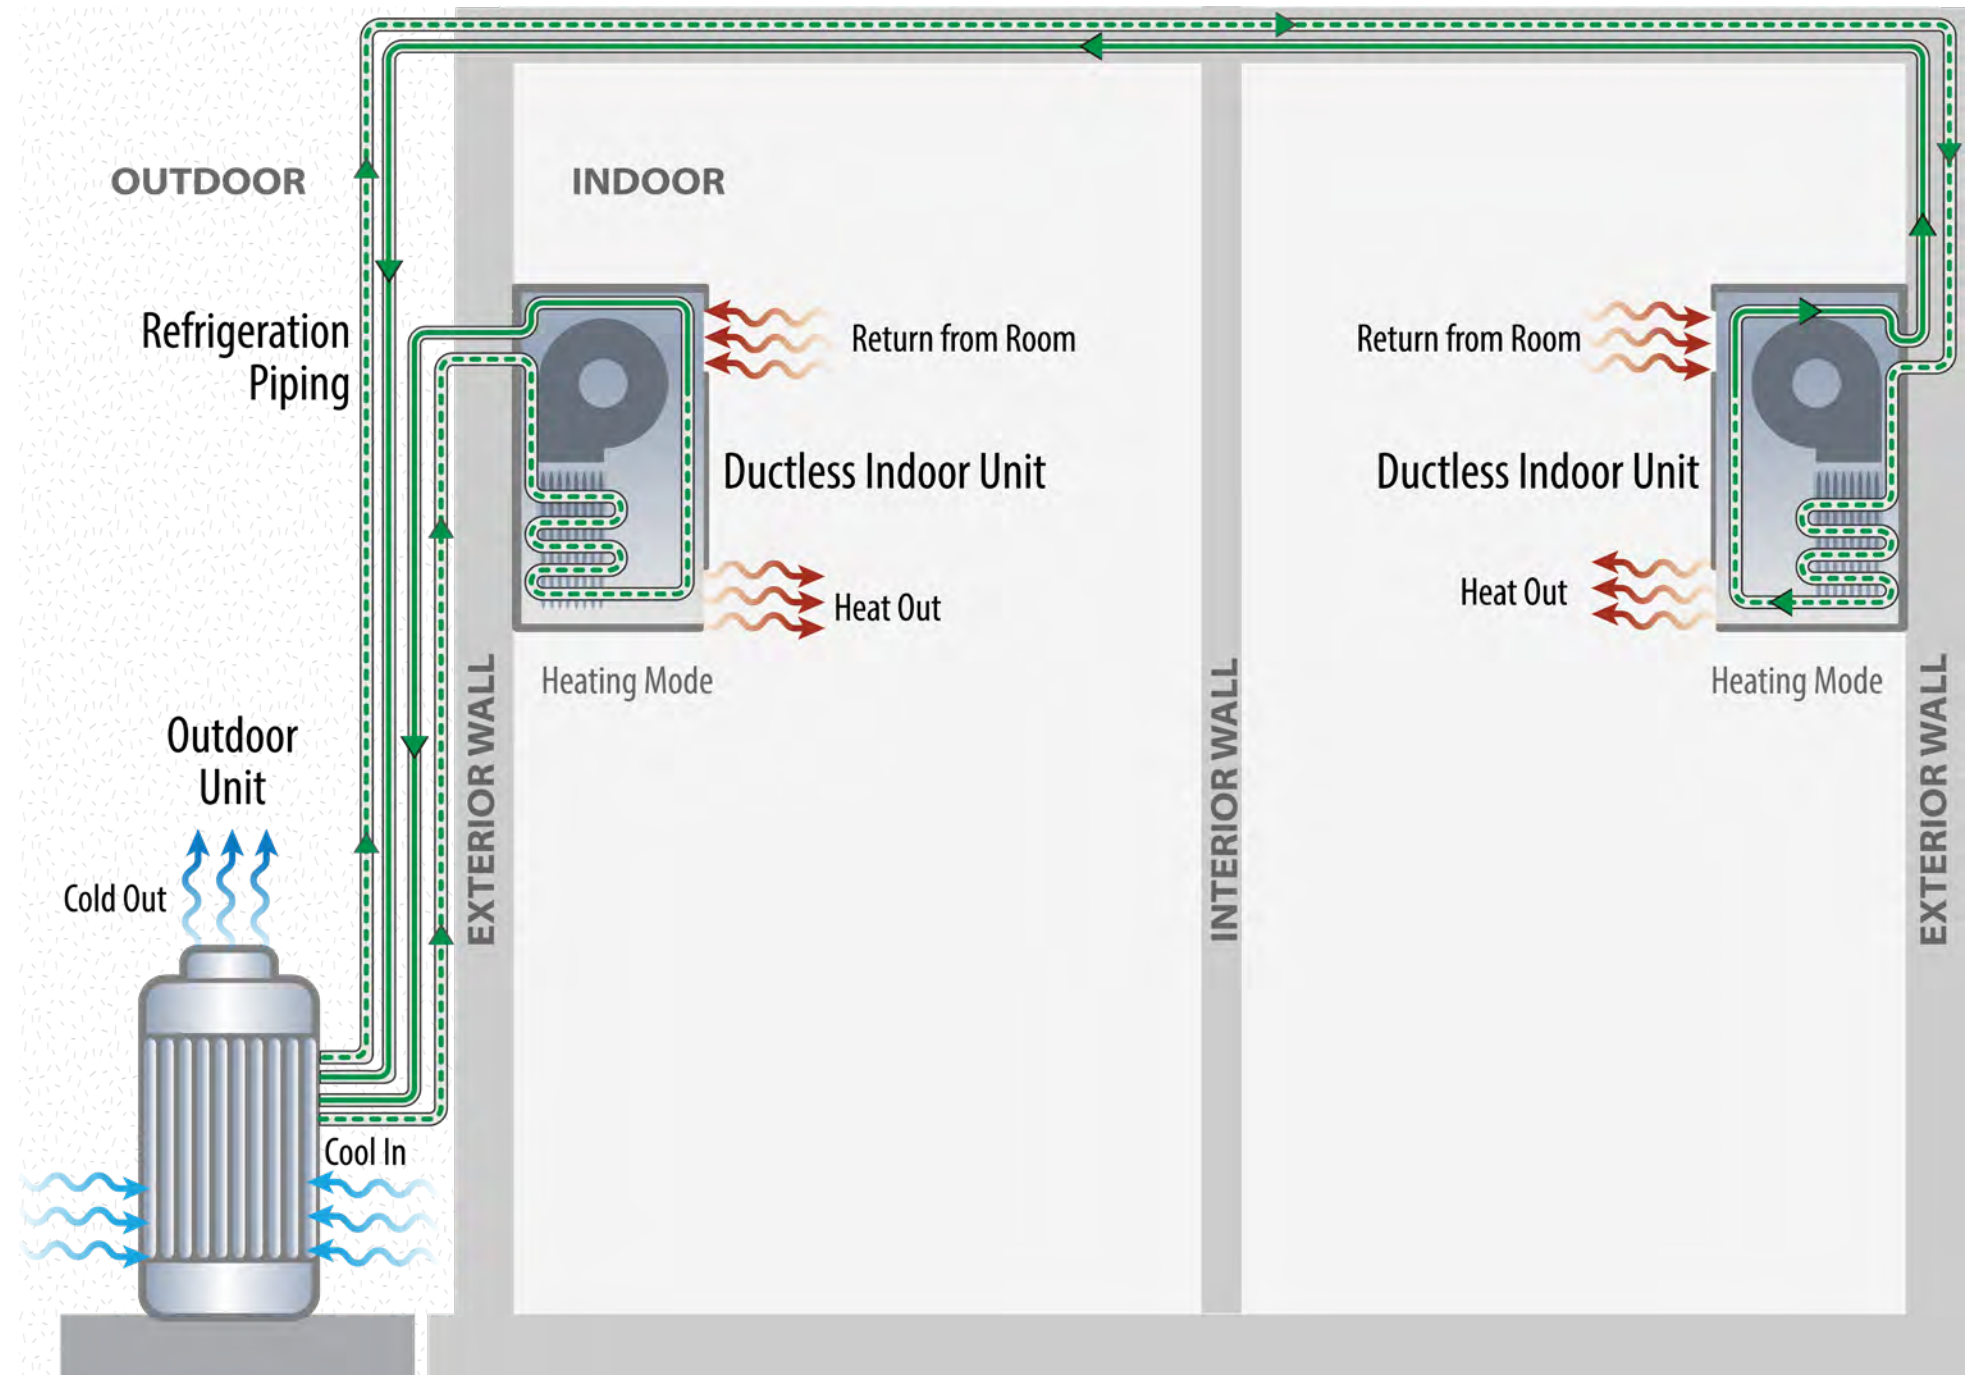 OUTDOOR
INDOOR
Refrigeration
Piping
Return from Room
Return from Room
Ductless Indoor Unit
Ductless Indoor Unit
Heat Out
Heat Out
Heating Mode
Heating Mode
EXTERIOR WALL
INTERIOR WALL
EXTERIOR WALL
Outdoor
Unit
Cold Out
Cool In